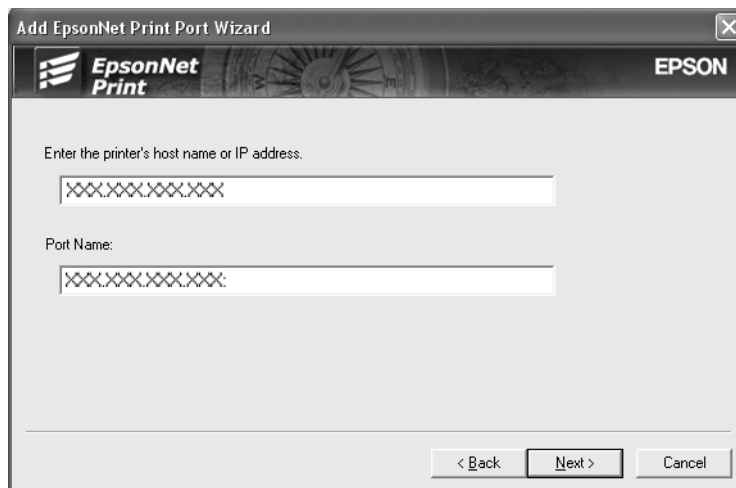 Add EpsonNet Print Port Wizard
EpsonNet
Print
EPSON
Enter the printer's host name or IP address.
XXX.XXX.XXX.XXX
Port Name:
XXX.XXX.XXX.XXX:
< Back
Next >
Cancel